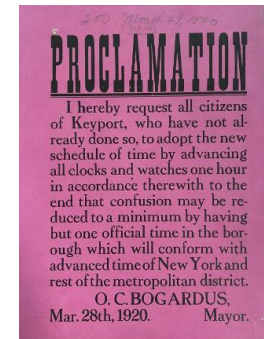 200
PROCLAMATION
I hereby request all citizens
of Keyport, who have not al-
ready done so, to adopt the new
schedule of time by advancing
all clocks and watches one hour
in accordance therewith to the
end that confusion may be re-
duced to a minimum by having
but one official time in the bor-
ough which will conform with
advanced time of New York and
rest of the metropolitan district.
O. C. BOGARDUS,
Mar. 28th, 1920. Mayor.